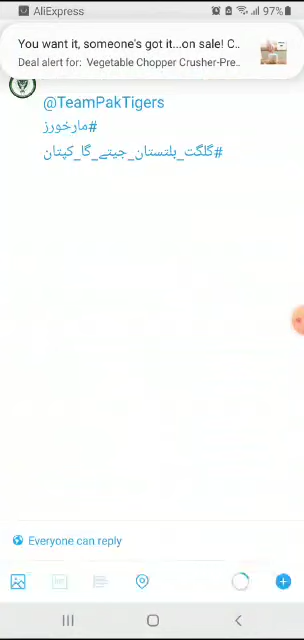 AliExpress
97%
You want it, someone's got it...on sale! C..
Deal alert for: Vegetable Chopper Crusher-Pre..
@TeamPakTigers
#مارخورز
#گلگت_بلتستان_جیتے_گا_کپتان
Everyone can reply